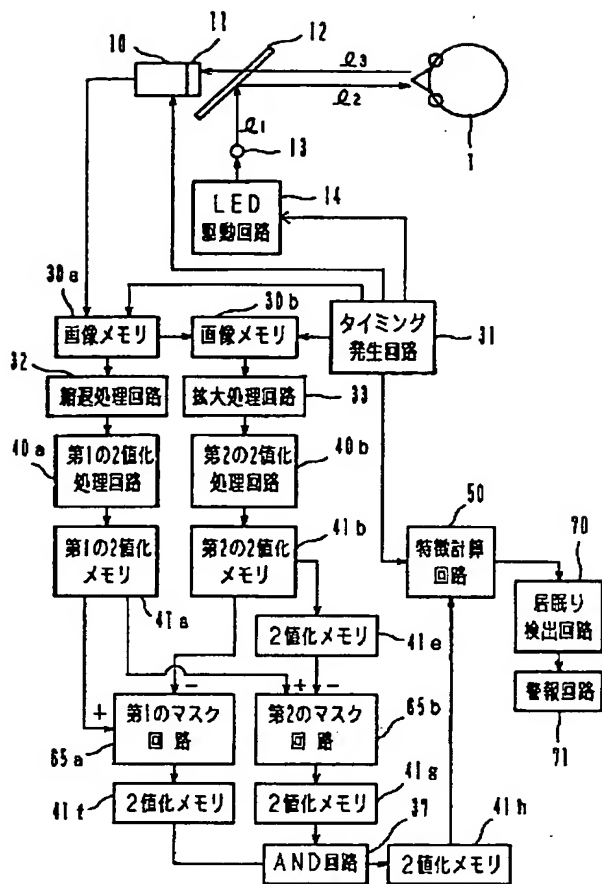 12
10
11
ℓ3
ℓ2
ℓ1
13
1
14
LED
駆動回路
30a
30b
画像メモリ
画像メモリ
タイミング
発生回路
31
32
縮退処理回路
拡大処理回路
33
40a
第1の2値化
処理回路
第2の2値化
処理回路
40b
第1の2値化
メモリ
第2の2値化
メモリ
41b
50
特徴計算
回路
70
居眠り
検出回路
41a
2値化メモリ
41e
警報回路
71
+
-
+
-
第1のマスク
回路
第2のマスク
回路
65a
65b
41f
2値化メモリ
2値化メモリ
41g
37
41h
AND回路
2値化メモリ